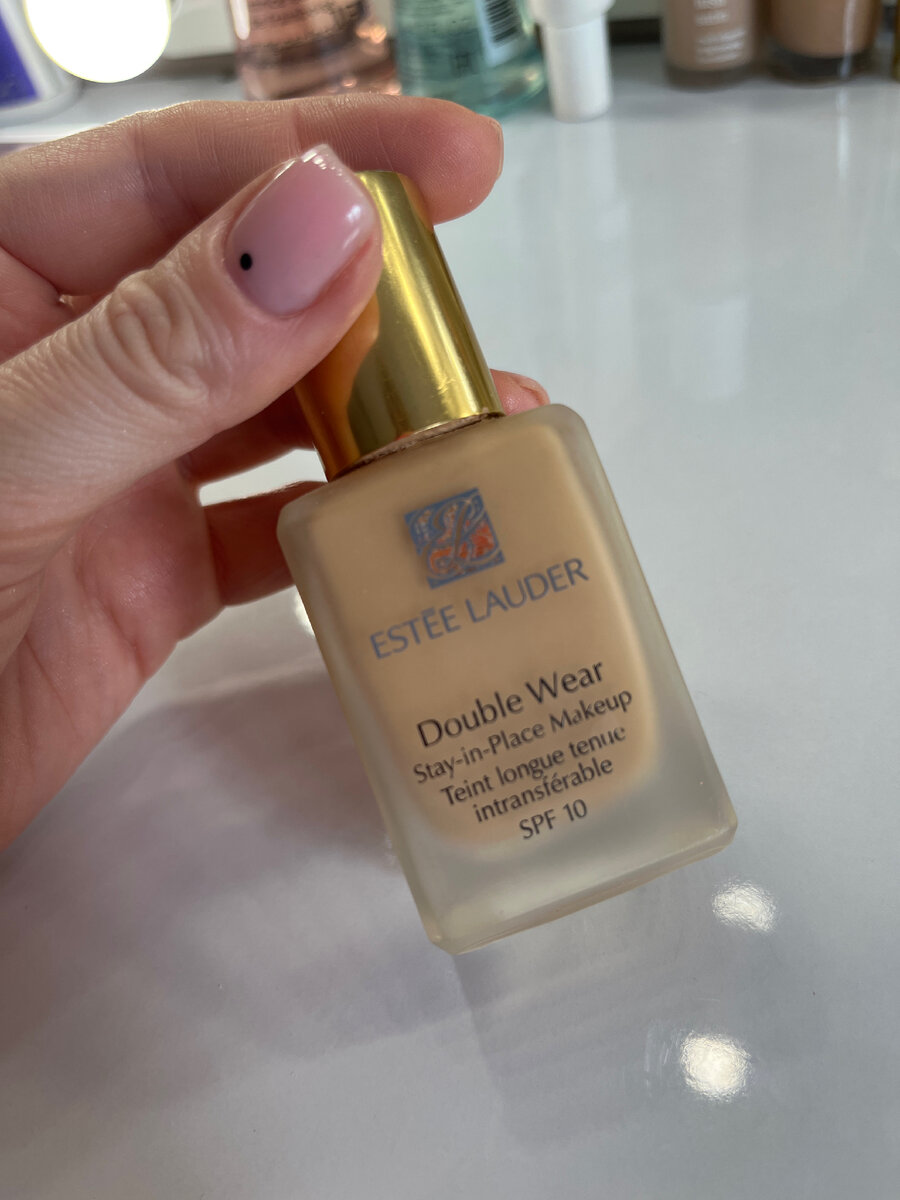 ESTĒE LAUDER
Double Wear
Stay-in-Place Makeup
Teint longue tenue
intransférable
SPF 10